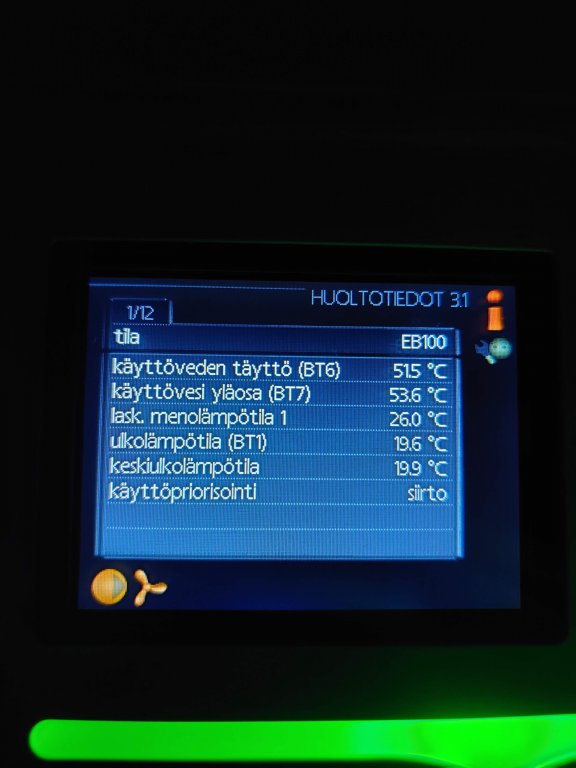 HUOLTOTIEDOT 3.1
1/12
tila EB100
käyttöveden täyttö (BT6) 51.5 °C
käyttövesi yläosa (BT7) 53.6 °C
lask. menolämpötila 1 26.0 °C
ulkolämpötila (BT1) 19.6 °C
keskiulkolämpötila 19.9 °C
käyttöpriorisointi siirto